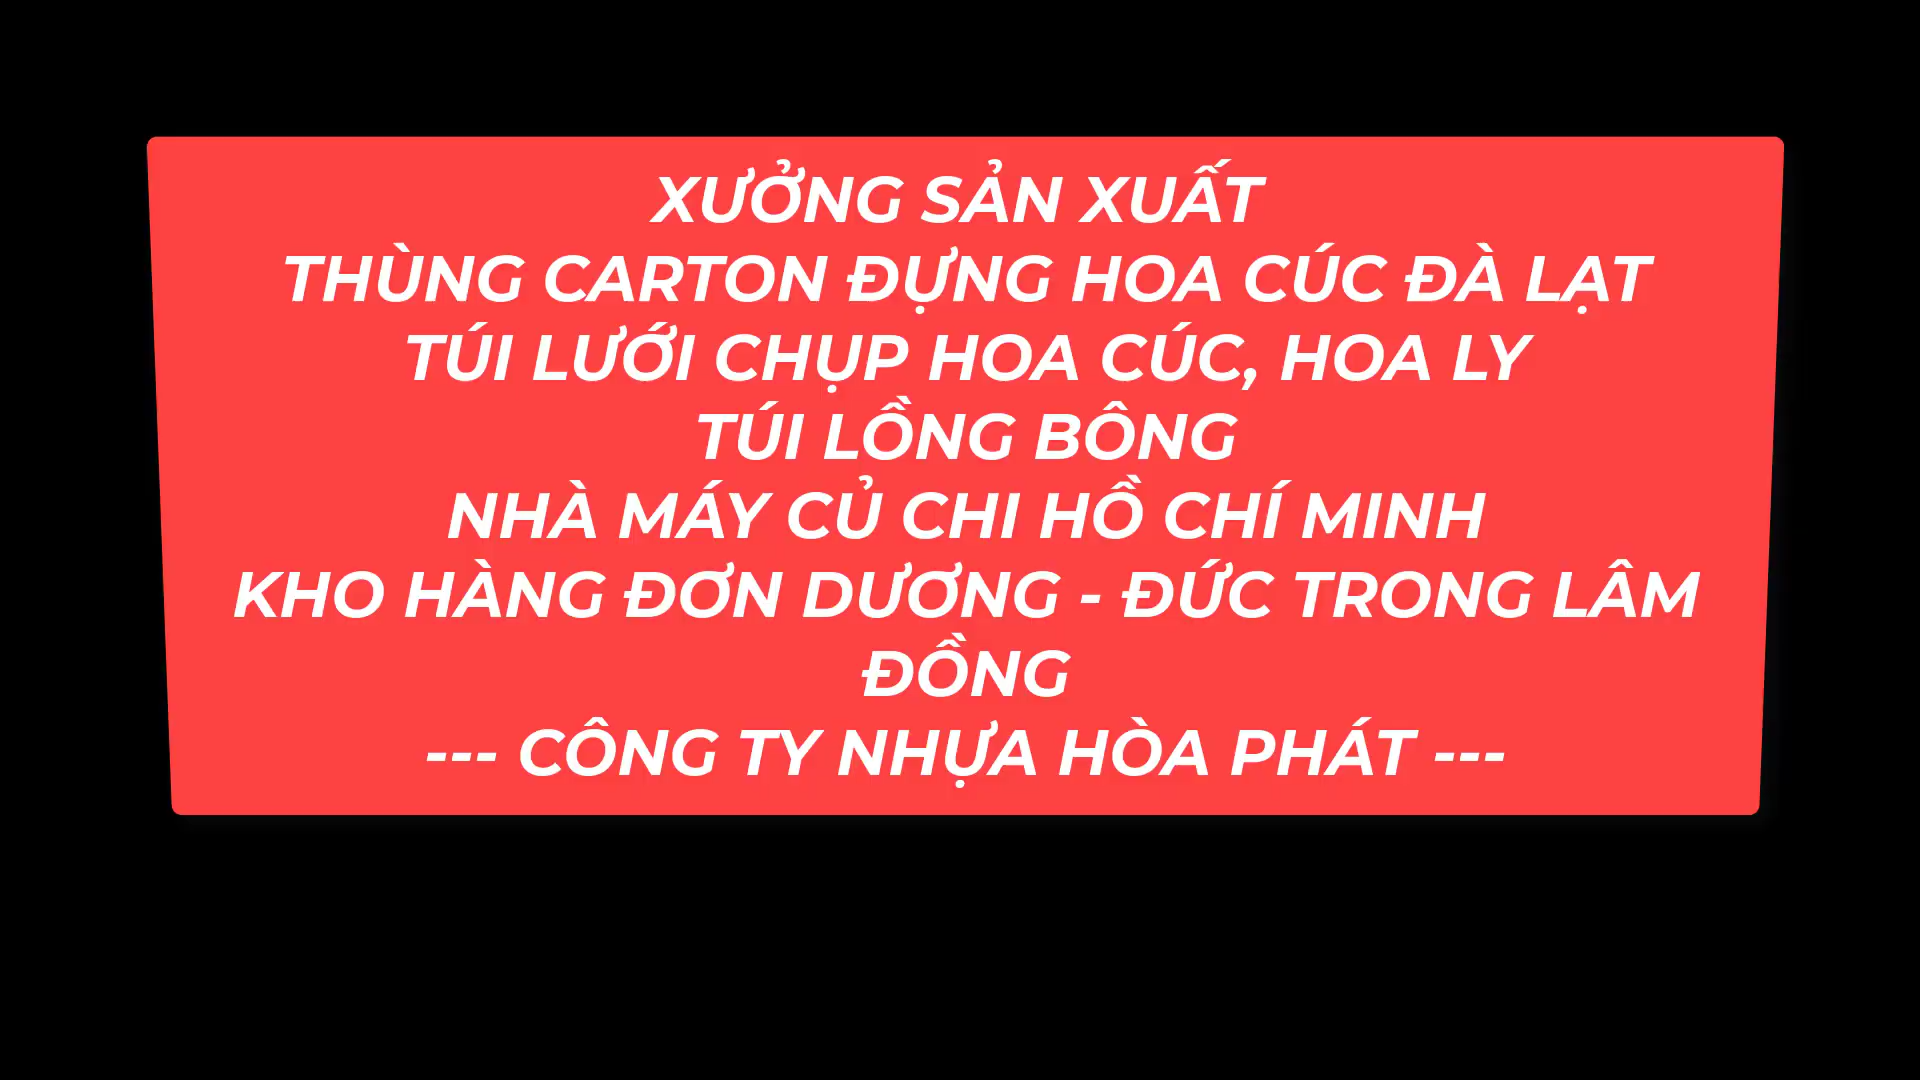 XƯỞNG SẢN XUẤT
THÙNG CARTON ĐỰNG HOA CÚC ĐÀ LẠT
TÚI LƯỚI CHỤP HOA CÚC, HOA LY
TÚI LỒNG BÔNG
NHÀ MÁY CỦ CHI HỒ CHÍ MINH
KHO HÀNG ĐƠN DƯƠNG - ĐỨC TRONG LÂM
ĐỒNG
--- CÔNG TY NHỰA HÒA PHÁT ---